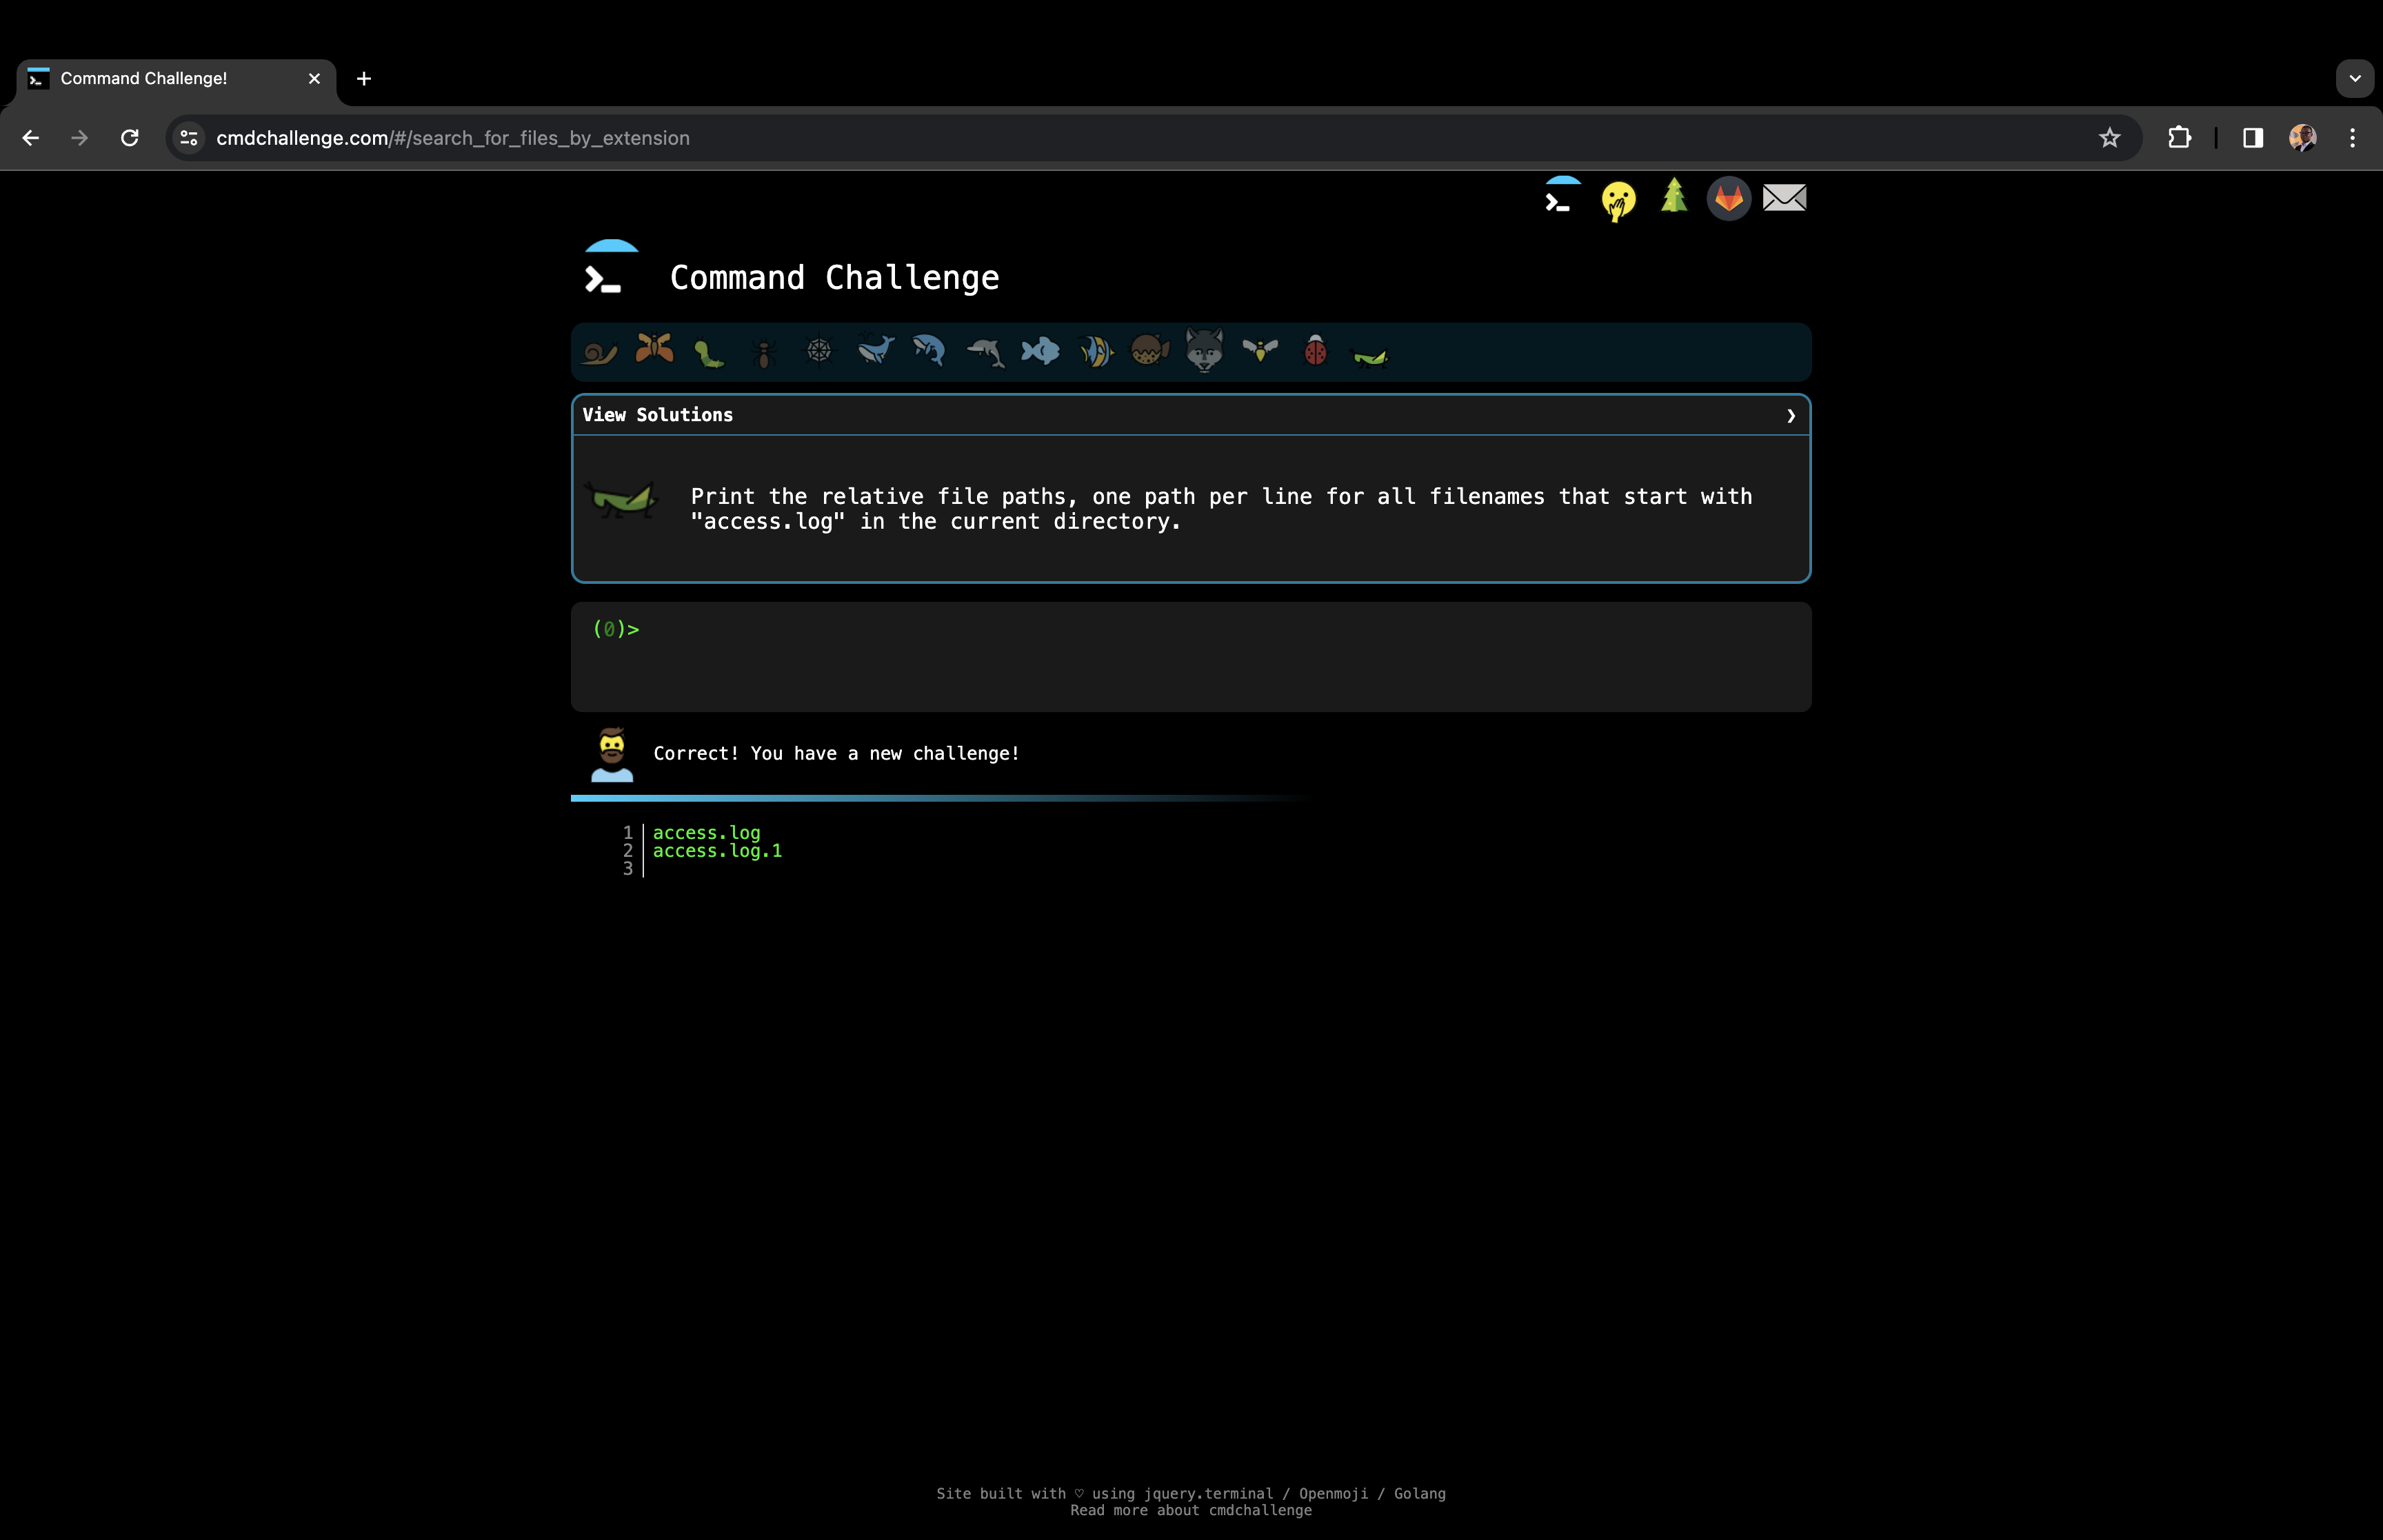 Command Challenge!
cmdchallenge.com/#/search_for_files_by_extension
Command Challenge
View Solutions
Print the relative file paths, one path per line for all filenames that start with
"access.log" in the current directory.
(0)>
Correct! You have a new challenge!
1 access.log
2 access.log.1
3
Site built with ♡ using jquery.terminal / Openmoji / Golang
Read more about cmdchallenge